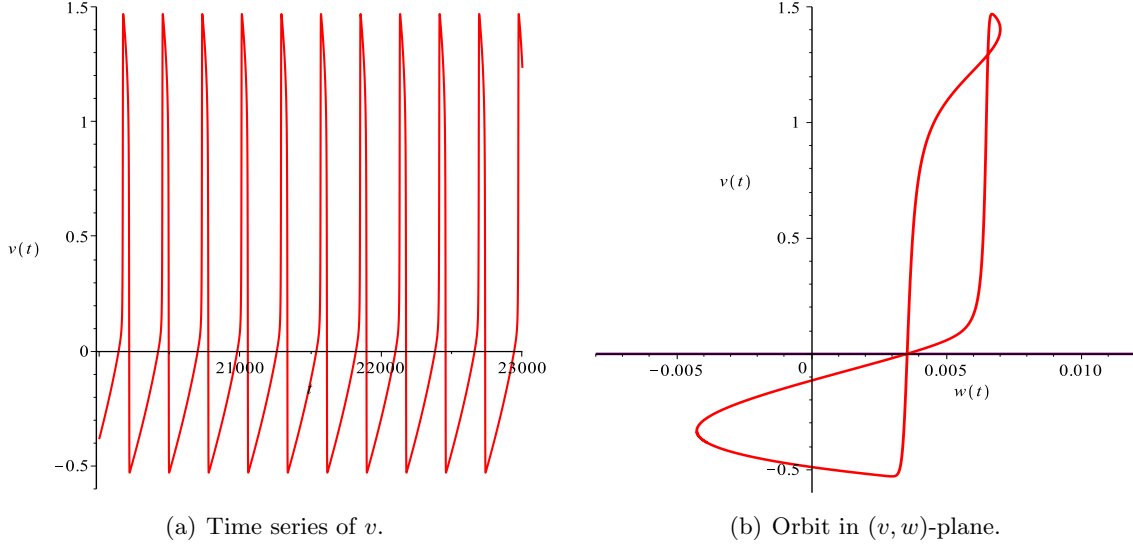 1.5
1
0.5
v(t)
0
21000
22000
23000
t
−0.5
(a) Time series of v.
1.5
1
v(t)
0.5
−0.005
0
0.005
0.010
w(t)
−0.5
(b) Orbit in (v, w)-plane.